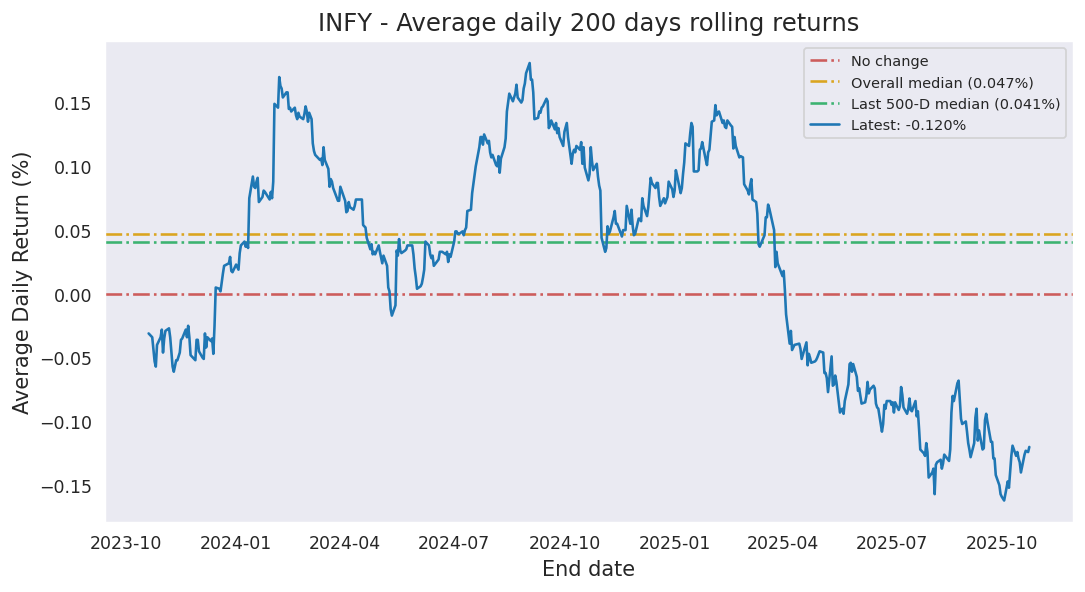 INFY - Average daily 200 days rolling returns
No change
Overall median (0.047%)
Last 500-D median (0.041%)
Latest: -0.120%
Average Daily Return (%)
0.15
0.10
0.05
0.00
−0.05
−0.10
−0.15
2023-10 2024-01 2024-04 2024-07 2024-10 2025-01 2025-04 2025-07 2025-10
End date